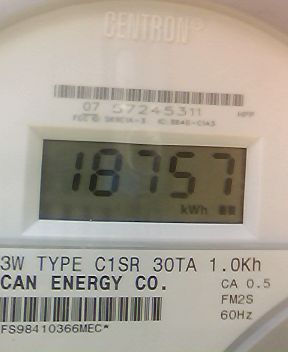 CENTRON®
07 57245311
18757
kWh
3W TYPE C1SR 30TA 1.0Kh
CAN ENERGY CO. CA 0.5
FM2S
60Hz
FS98410366MEC*